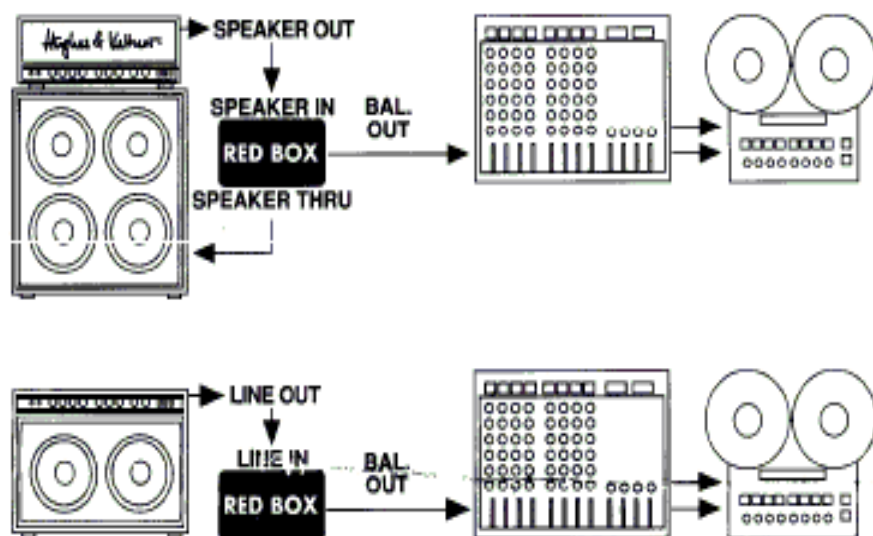 Hughes & Kettner
SPEAKER OUT
SPEAKER IN
BAL.
OUT
RED BOX
SPEAKER THRU
LINE OUT
LINE IN
BAL.
OUT
RED BOX